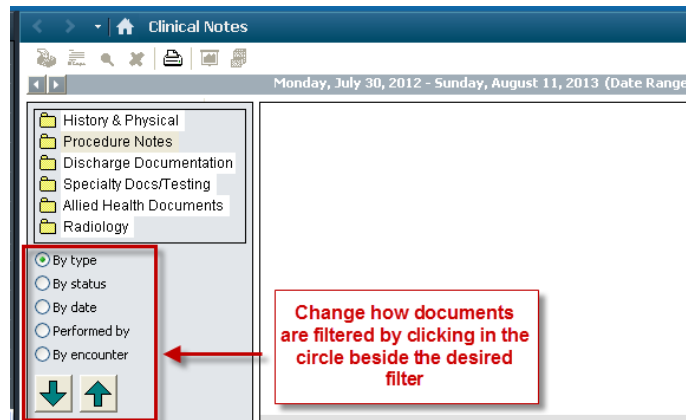 Clinical Notes
Monday, July 30, 2012 - Sunday, August 11, 2013 (Date Range
History & Physical
Procedure Notes
Discharge Documentation
Specialty Docs/Testing
Allied Health Documents
Radiology
By type
By status
By date
Performed by
By encounter
Change how documents
are filtered by clicking in the
circle beside the desired
filter